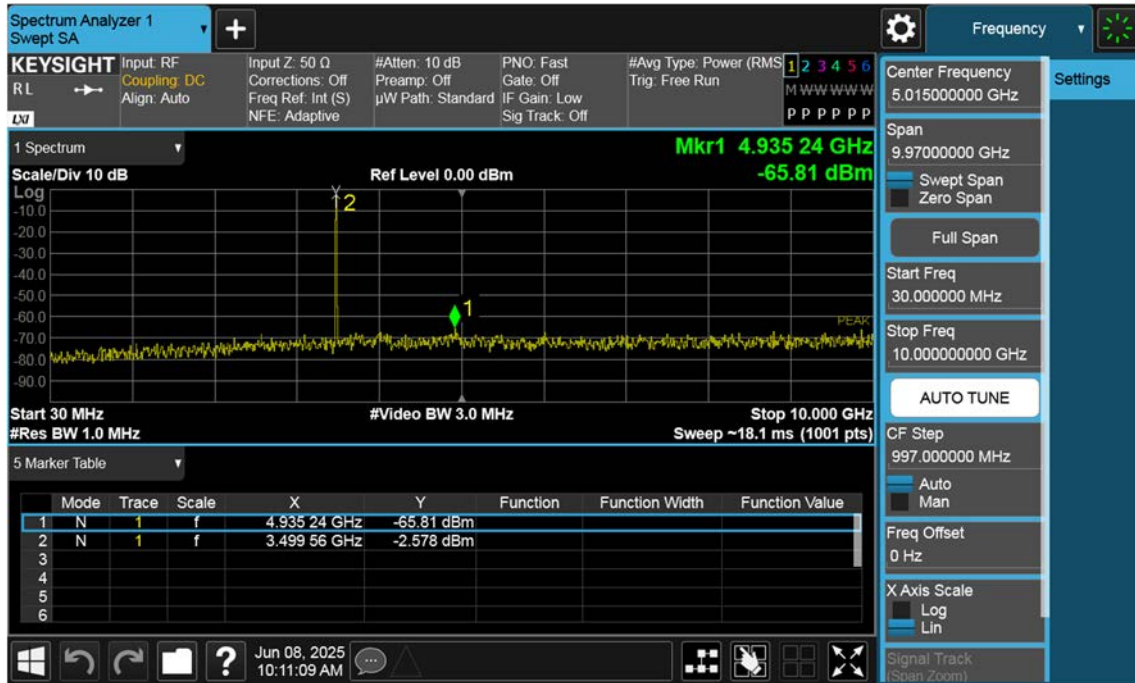 Spectrum Analyzer 1
Swept SA
Frequency
KEYSIGHT
RL
LXI
Input: RF
Coupling: DC
Align: Auto
Input Z: 50 Ω
Corrections: Off
Freq Ref: Int (S)
NFE: Adaptive
#Atten: 10 dB
Preamp: Off
µW Path: Standard
PNO: Fast
Gate: Off
IF Gain: Low
Sig Track: Off
#Avg Type: Power (RMS
Trig: Free Run
1 2 3 4 5 6
M W W W W W
P P P P P P
1 Spectrum
Mkr1 4.935 24 GHz
-65.81 dBm
Scale/Div 10 dB
Ref Level 0.00 dBm
Log
-10.0
-20.0
-30.0
-40.0
-50.0
-60.0
-70.0
-80.0
-90.0
2
1
PEAK
Start 30 MHz
#Video BW 3.0 MHz
Stop 10.000 GHz
#Res BW 1.0 MHz
Sweep ~18.1 ms (1001 pts)
5 Marker Table
Mode Trace Scale X Y Function Function Width Function Value
1 N 1 f 4.935 24 GHz -65.81 dBm
2 N 1 f 3.499 56 GHz -2.578 dBm
3
4
5
6
Jun 08, 2025
10:11:09 AM
Center Frequency
5.015000000 GHz
Settings
Span
9.97000000 GHz
Swept Span
Zero Span
Full Span
Start Freq
30.000000 MHz
Stop Freq
10.000000000 GHz
AUTO TUNE
CF Step
997.000000 MHz
Auto
Man
Freq Offset
0 Hz
X Axis Scale
Log
Lin
Signal Track
(Span Zoom)